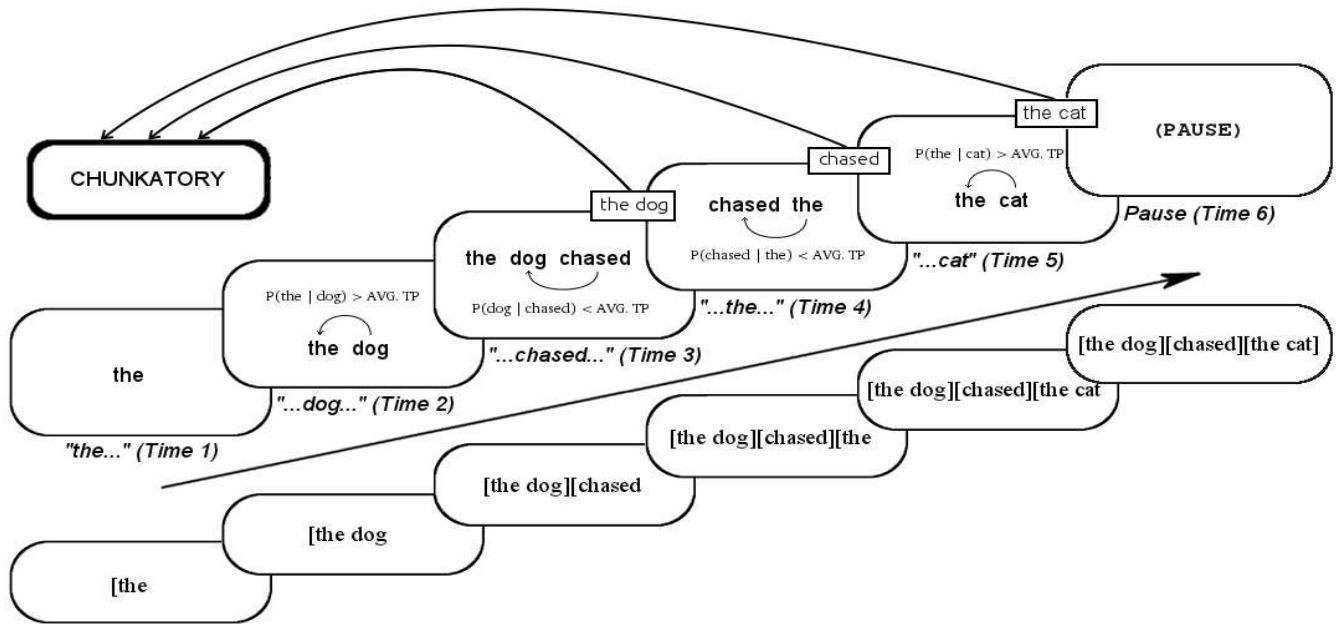 the cat
(PAUSE)
chased
P(the | cat) > AVG. TP
the cat
CHUNKATORY
the dog
chased the
P(chased | the) < AVG. TP
Pause (Time 6)
the dog chased
P(dog | chased) < AVG. TP
"...cat" (Time 5)
P(the | dog) > AVG. TP
the dog
"...the..." (Time 4)
the
"...chased..." (Time 3)
"...dog..." (Time 2)
"the..." (Time 1)
[the dog][chased][the cat]
[the dog][chased][the cat
[the dog][chased][the
[the dog][chased
[the dog
[the